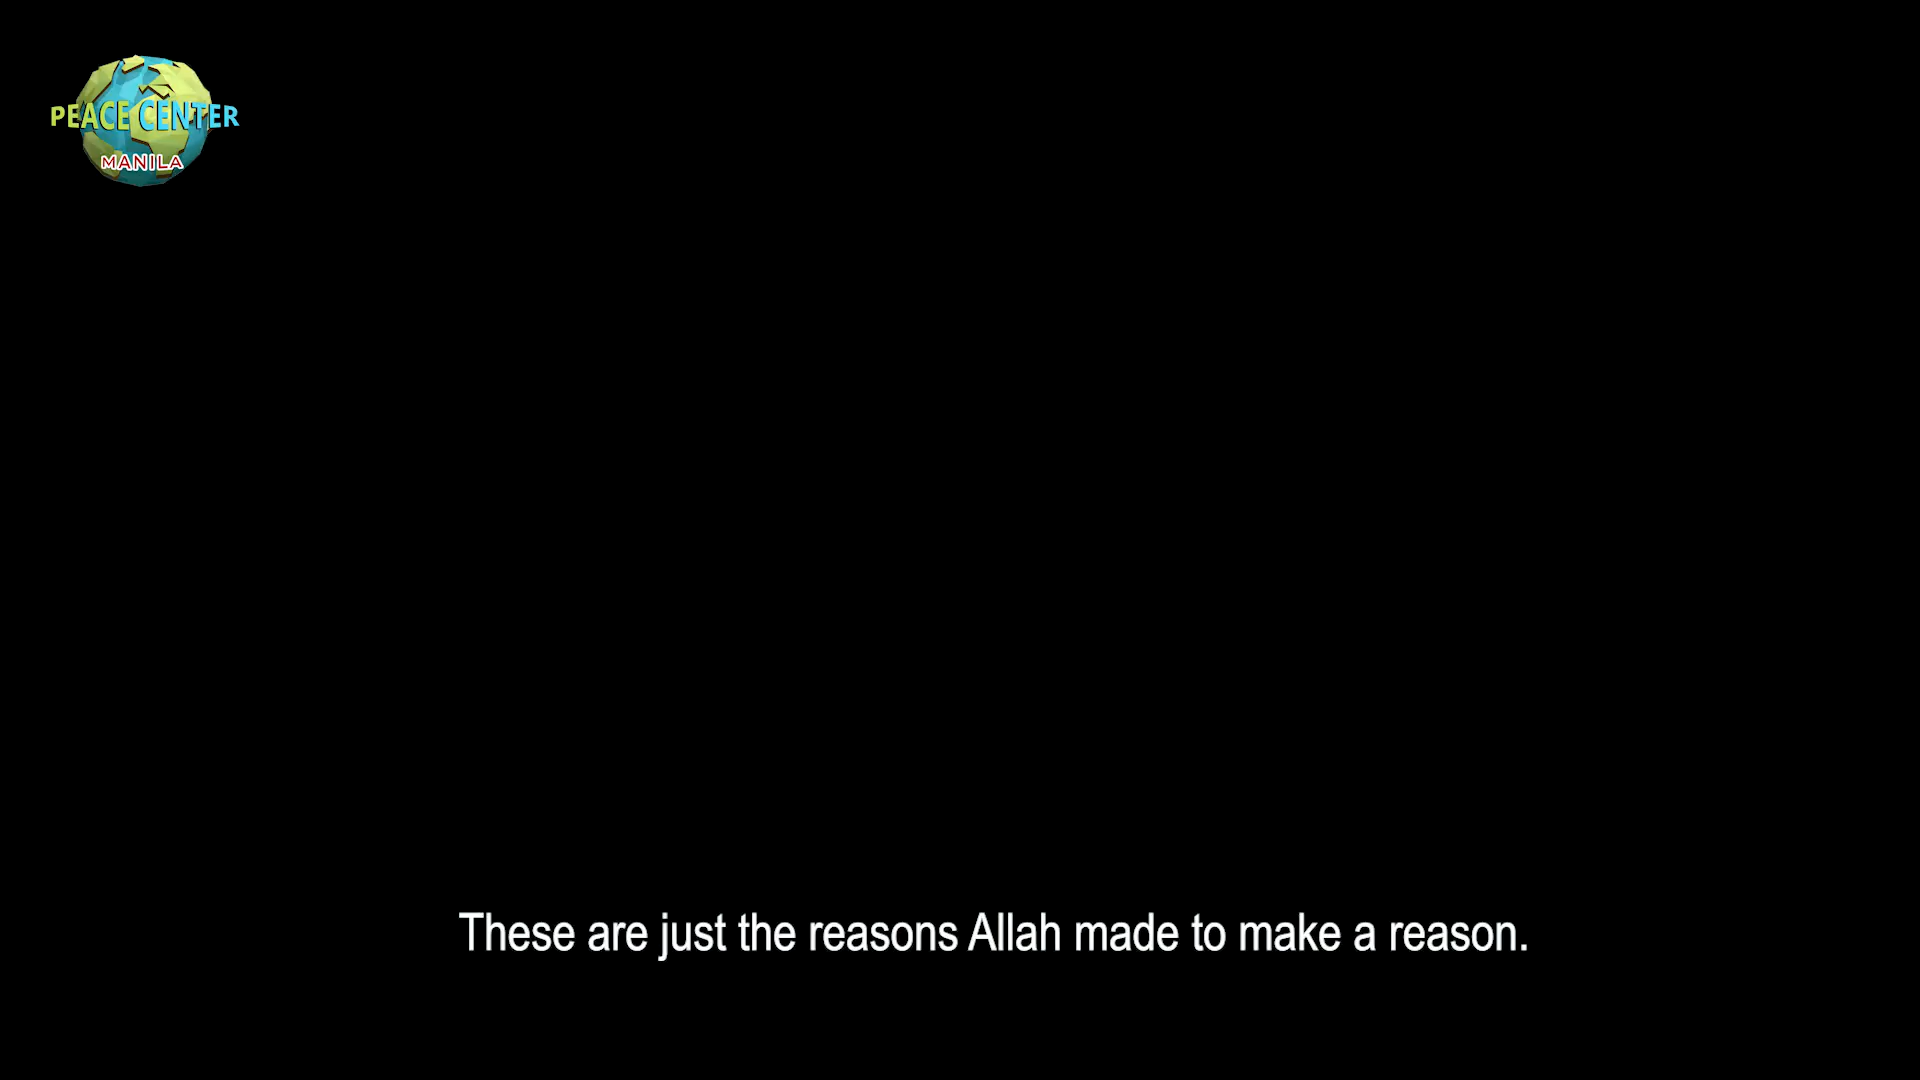 PEACE CENTER
MANILA
These are just the reasons Allah made to make a reason.